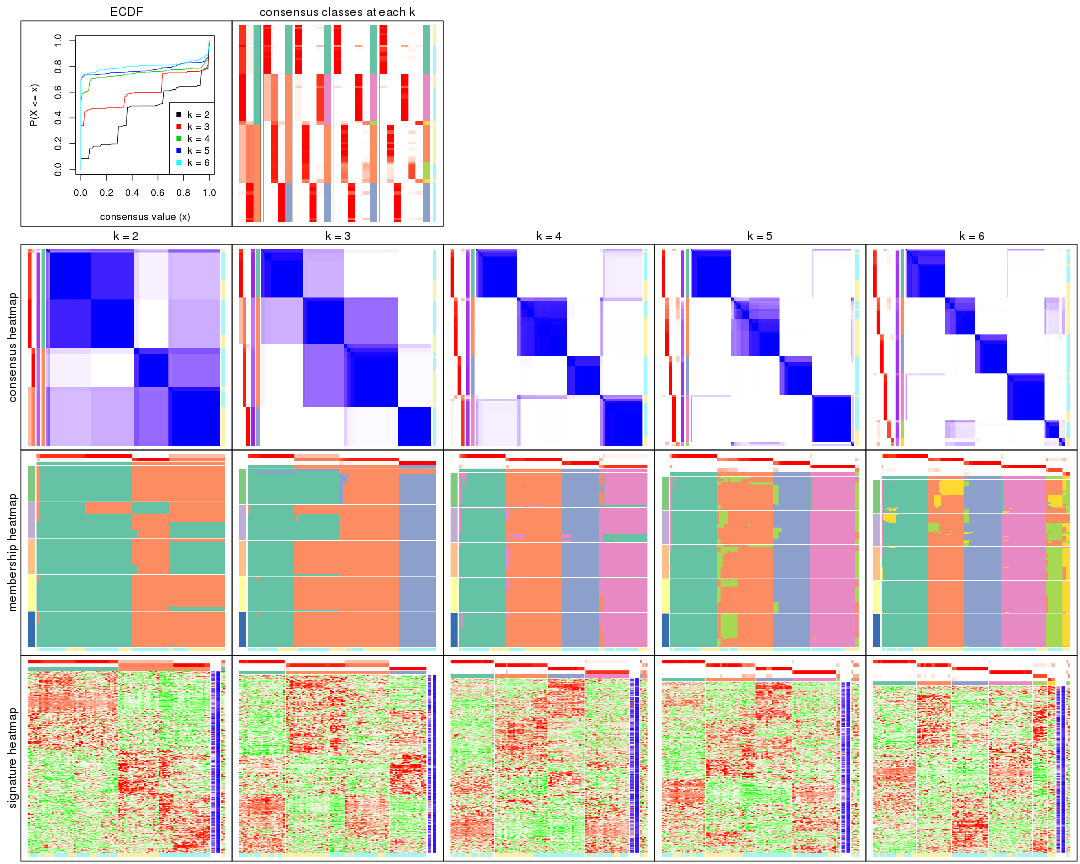 ECDF
consensus classes at each k
P(X <= x)
0.0 0.2 0.4 0.6 0.8 1.0
k = 2
k = 3
k = 4
k = 5
k = 6
0.0 0.2 0.4 0.6 0.8 1.0
consensus value (x)
k = 2 k = 3 k = 4 k = 5 k = 6
consensus heatmap
membership heatmap
signature heatmap